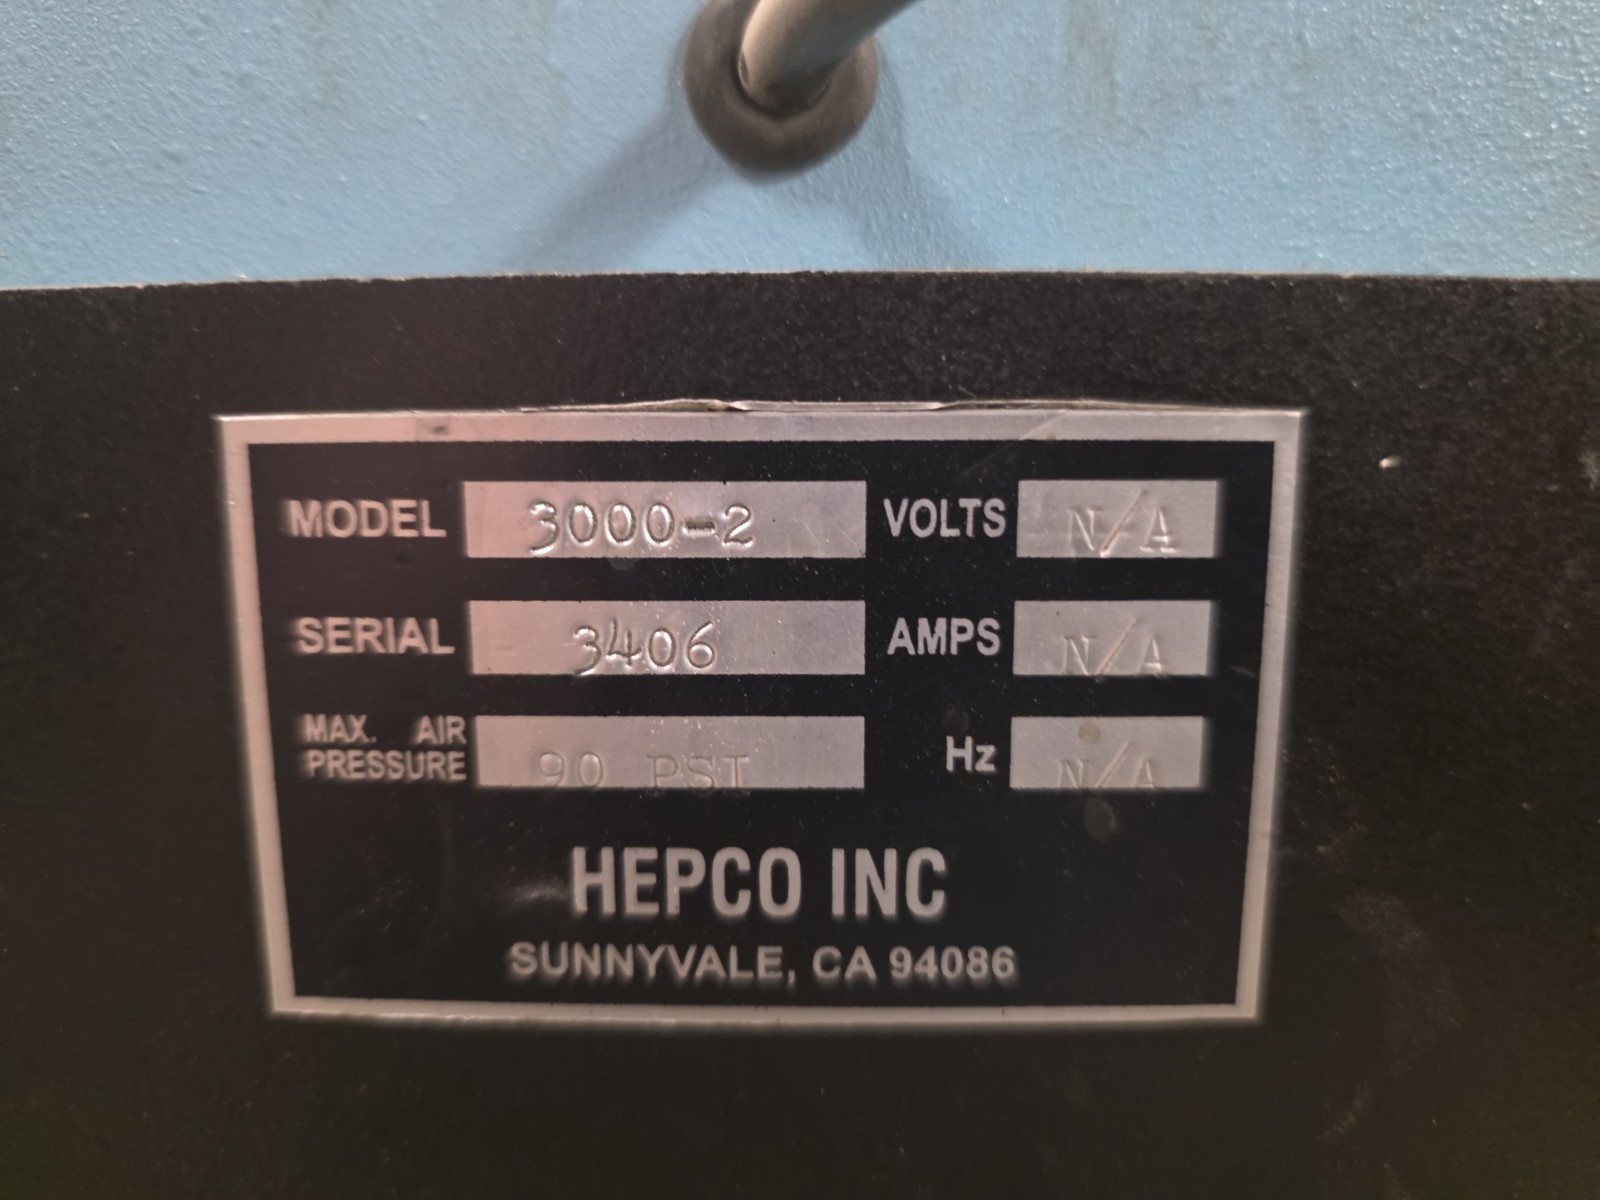 MODEL 3000-2 VOLTS N/A
SERIAL 3406 AMPS N/A
MAX. AIR PRESSURE 90 PSI Hz N/A
HEPCO INC
SUNNYVALE, CA 94086